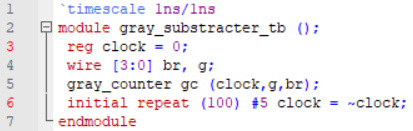 1 `timescale 1ns/1ns
2 module gray_substracter_tb ();
3 reg clock = 0;
4 wire [3:0] br, g;
5 gray_counter gc (clock,g,br);
6 initial repeat (100) #5 clock = ~clock;
7 endmodule